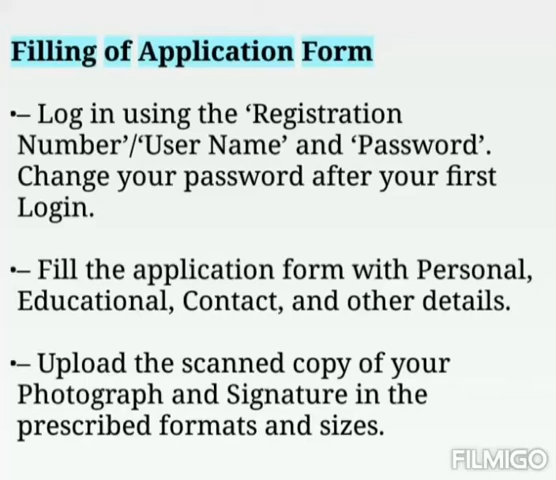 Filling of Application Form
•– Log in using the ‘Registration
Number’/‘User Name’ and ‘Password’.
Change your password after your first
Login.
•– Fill the application form with Personal,
Educational, Contact, and other details.
•– Upload the scanned copy of your
Photograph and Signature in the
prescribed formats and sizes.
FILMIGO